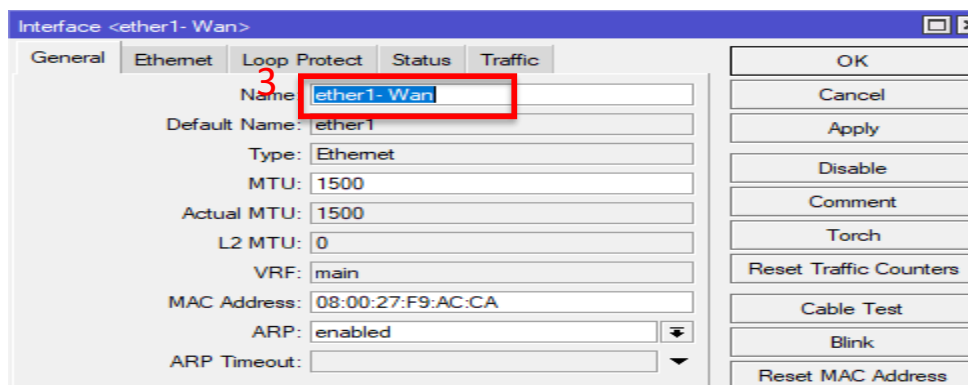 Interface <ether1- Wan>
General Ethernet Loop Protect Status Traffic
3
Name: ether1- Wan
Default Name: ether1
Type: Ethernet
MTU: 1500
Actual MTU: 1500
L2 MTU: 0
VRF: main
MAC Address: 08:00:27:F9:AC:CA
ARP: enabled
ARP Timeout:
OK
Cancel
Apply
Disable
Comment
Torch
Reset Traffic Counters
Cable Test
Blink
Reset MAC Address